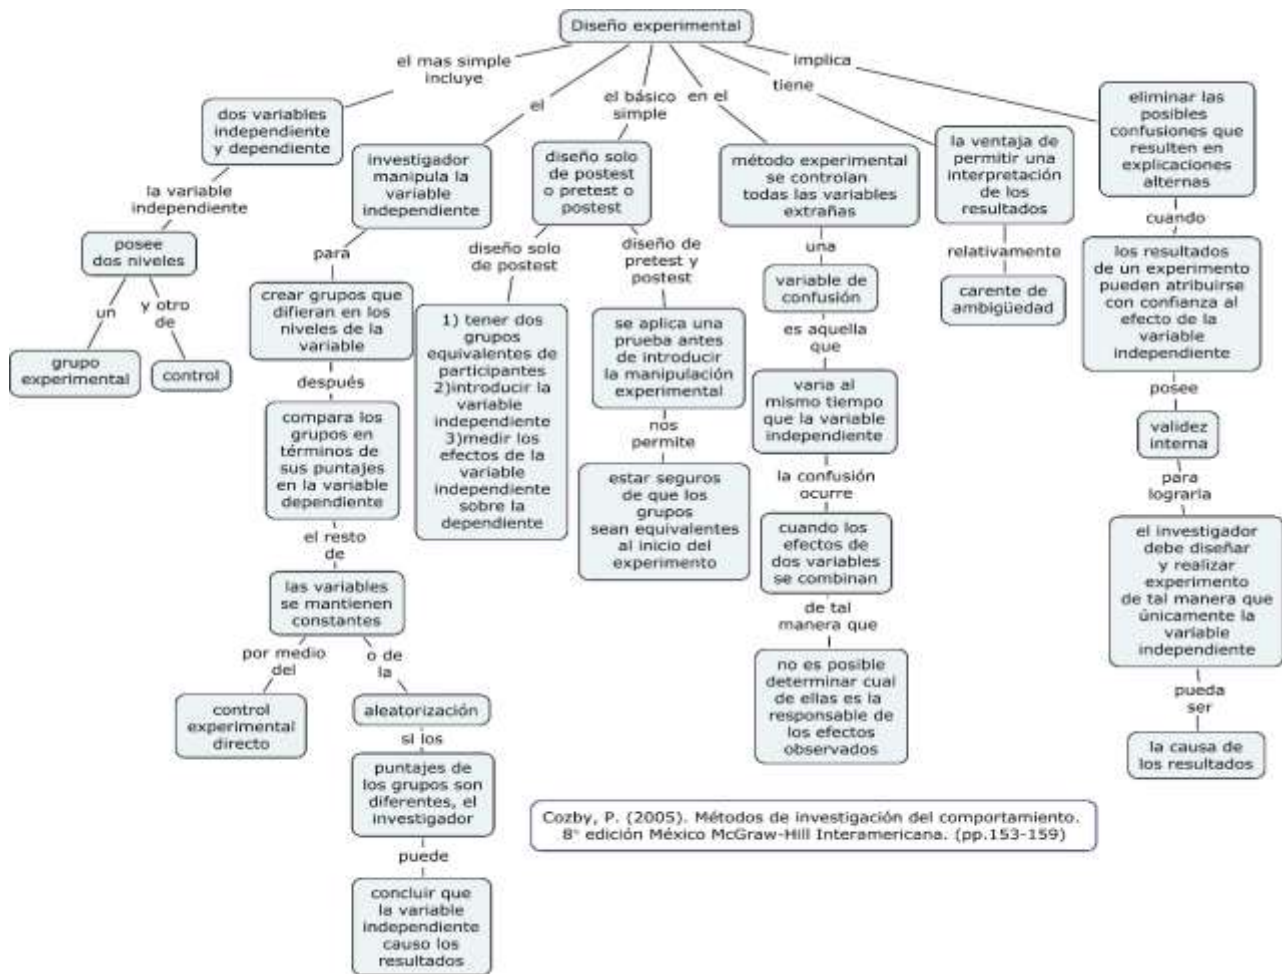 Diseño experimental
el mas simple
incluye
dos variables
independiente
y dependiente
la variable
independiente
posee
dos niveles
un
grupo
experimental
y otro
de
control
el
investigador
manipula la
variable
independiente
para
crear grupos que
difieran en los
niveles de la
variable
después
compara los
grupos en
términos de
sus puntajes
en la variable
dependiente
el resto
de
las variables
se mantienen
constantes
por medio
del
control
experimental
directo
o de
la
aleatorización
si los
puntajes de
los grupos son
diferentes, el
investigador
puede
concluir que
la variable
independiente
causo los
resultados
el básico
simple
diseño solo
de postest
o pretest o
postest
diseño solo
de postest
1) tener dos
grupos
equivalentes de
participantes
2)introducir la
variable
independiente
3)medir los
efectos de la
variable
independiente
sobre la
dependiente
diseño de
pretest y
postest
se aplica una
prueba antes
de introducir
la manipulación
experimental
nos
permite
estar seguros
de que los
grupos
sean equivalentes
al inicio del
experimento
en el
método experimental
se controlan
todas las variables
extrañas
una
variable de
confusión
es aquella
que
varia al
mismo tiempo
que la variable
independiente
la confusión
ocurre
cuando los
efectos de
dos variables
se combinan
de tal
manera que
no es posible
determinar cual
de ellas es la
responsable de
los efectos
observados
tiene
la ventaja de
permitir una
interpretación
de los
resultados
relativamente
carente de
ambigüedad
implica
eliminar las
posibles
confusiones que
resulten en
explicaciones
alternas
cuando
los resultados
de un experimento
pueden atribuirse
con confianza al
efecto de la
variable
independiente
posee
validez
interna
para
lograrla
el investigador
debe diseñar
y realizar
experimento
de tal manera que
únicamente la
variable
independiente
pueda
ser
la causa de
los resultados
Cozby, P. (2005). Métodos de investigación del comportamiento.
8° edición México McGraw-Hill Interamericana. (pp.153-159)